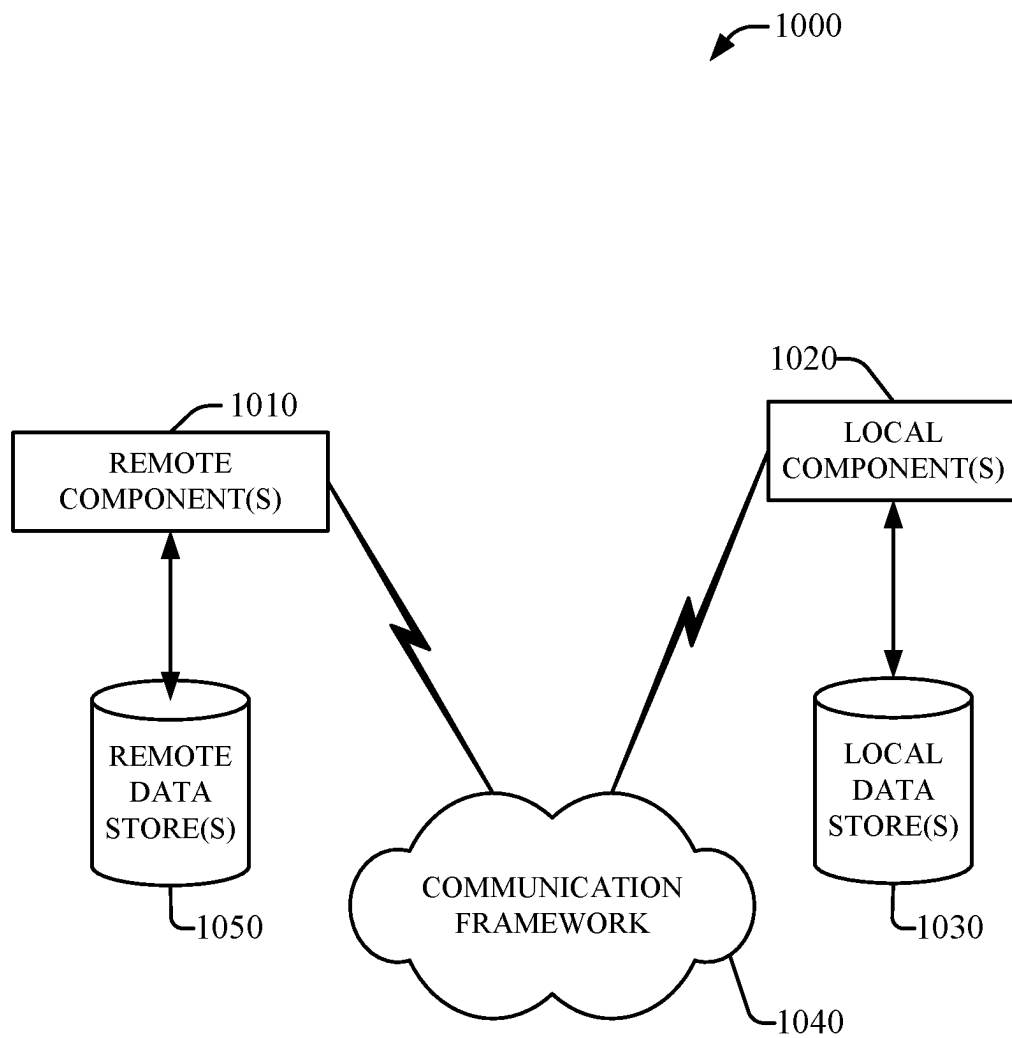 1000
1020
1010
LOCAL
COMPONENT(S)
REMOTE
COMPONENT(S)
REMOTE
DATA
STORE(S)
LOCAL
DATA
STORE(S)
COMMUNICATION
FRAMEWORK
1050
1030
1040